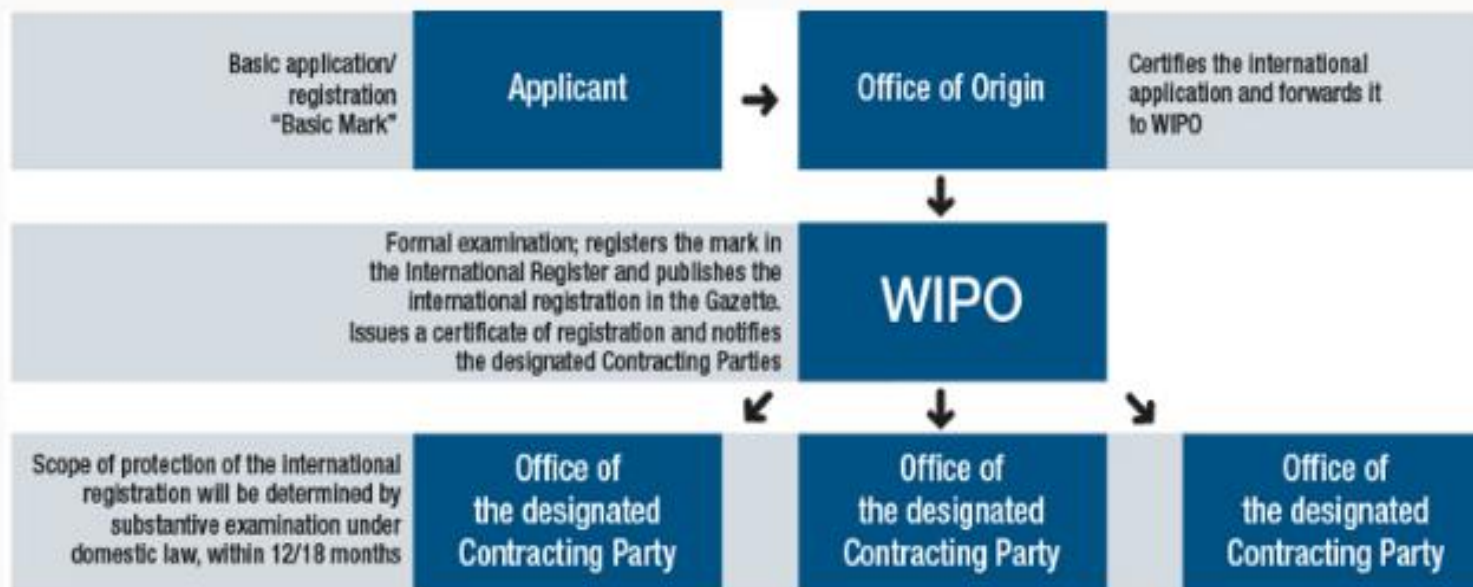 Basic application/
registration
"Basic Mark"
Applicant
Office of Origin
Certifies the international
application and forwards it
to WIPO
Formal examination; registers the mark in
the International Register and publishes the
international registration in the Gazette.
Issues a certificate of registration and notifies
the designated Contracting Parties
WIPO
Scope of protection of the international
registration will be determined by
substantive examination under
domestic law, within 12/18 months
Office of
the designated
Contracting Party
Office of
the designated
Contracting Party
Office of
the designated
Contracting Party